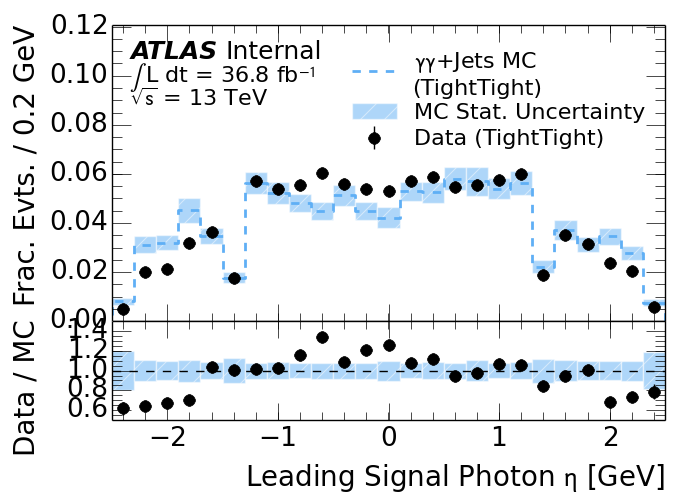 ATLAS Internal
∫L dt = 36.8 fb⁻¹
√s = 13 TeV
γγ+Jets MC
(TightTight)
MC Stat. Uncertainty
Data (TightTight)
Frac. Evts. / 0.2 GeV
0.12
0.10
0.08
0.06
0.04
0.02
0.00
Data / MC
1.4
1.2
1.0
0.8
0.6
−2 −1 0 1 2
Leading Signal Photon η [GeV]